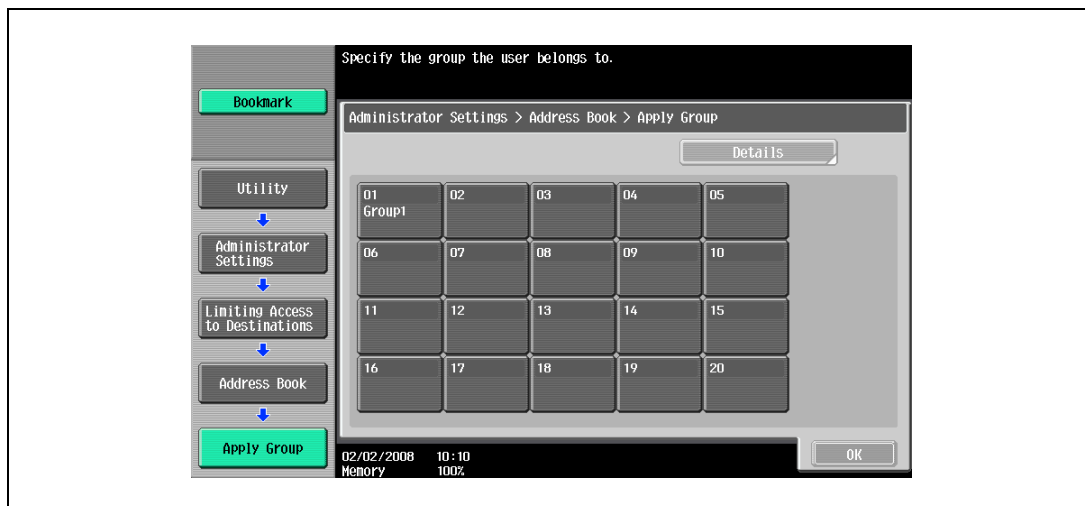 Specify the group the user belongs to.
Bookmark
Administrator Settings > Address Book > Apply Group
Details
Utility
Administrator
Settings
Limiting Access
to Destinations
Address Book
Apply Group
01
Group1
02
03
04
05
06
07
08
09
10
11
12
13
14
15
16
17
18
19
20
02/02/2008 10:10
Memory 100%
OK